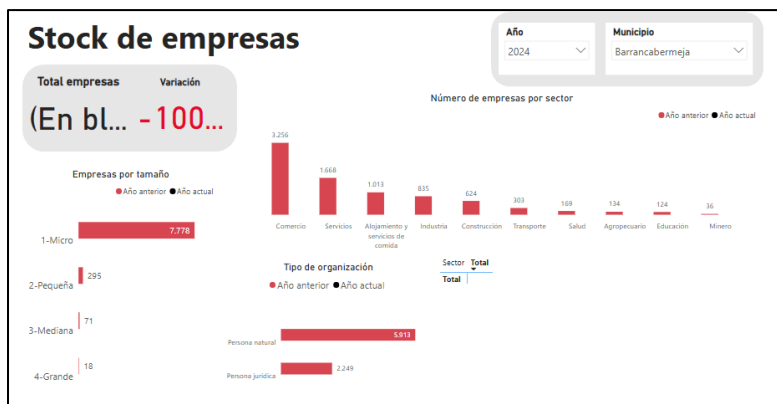 Stock de empresas
Año
2024
Municipio
Barrancabermeja
Total empresas
Variación
(En bl...
-100...
Número de empresas por sector
Año anterior Año actual
3.256
1.668
1.013
835
624
303
169
134
124
36
Comercio
Servicios
Alojamiento y
servicios de
comida
Industria
Construcción
Transporte
Salud
Agropecuario
Educación
Minero
Empresas por tamaño
Año anterior Año actual
1-Micro
7.778
2-Pequeña
295
3-Mediana
71
4-Grande
18
Tipo de organización
Año anterior Año actual
Persona natural
5.913
Persona jurídica
2.249
Sector Total
Total